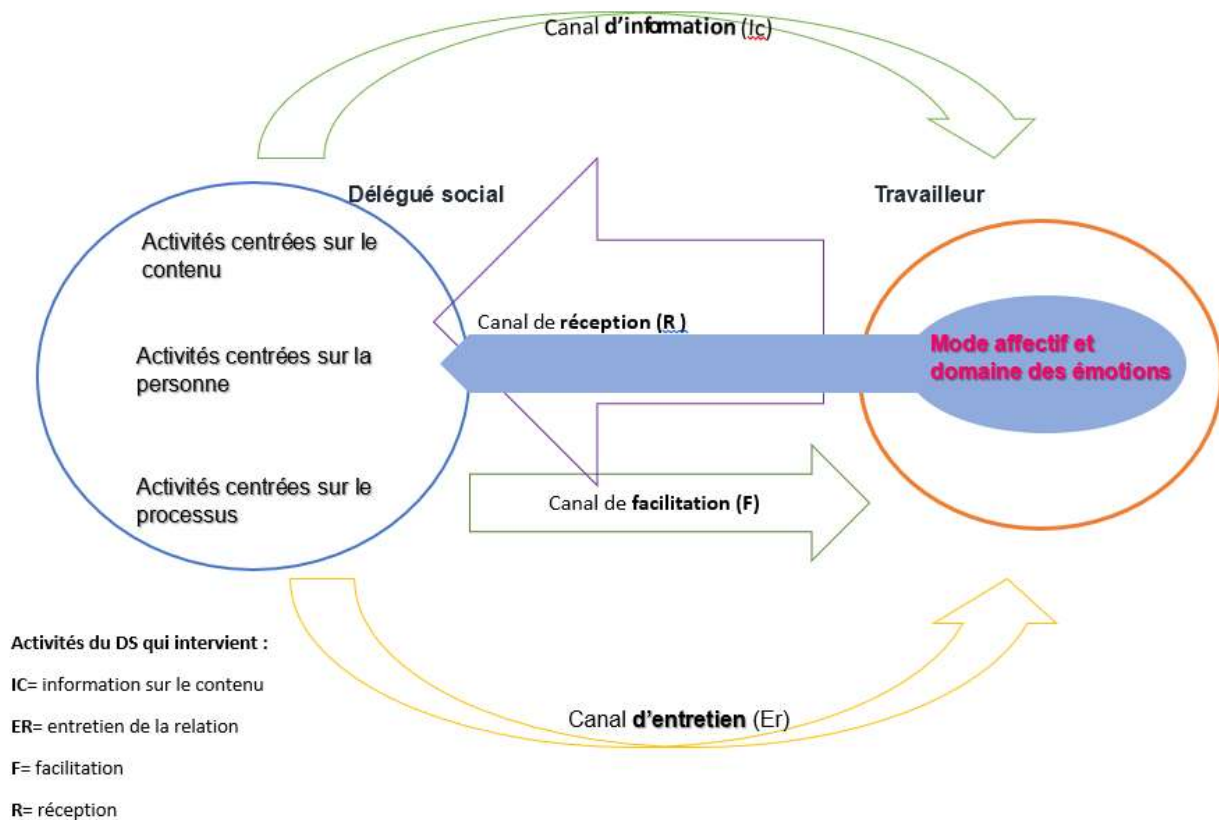 Canal d'information (Ic)
Délégué social
Travailleur
Activités centrées sur le
contenu
Canal de réception (R )
Mode affectif et
domaine des émotions
Activités centrées sur la
personne
Activités centrées sur le
processus
Canal de facilitation (F)
Activités du DS qui intervient :
IC= information sur le contenu
ER= entretien de la relation
F= facilitation
R= réception
Canal d'entretien (Er)